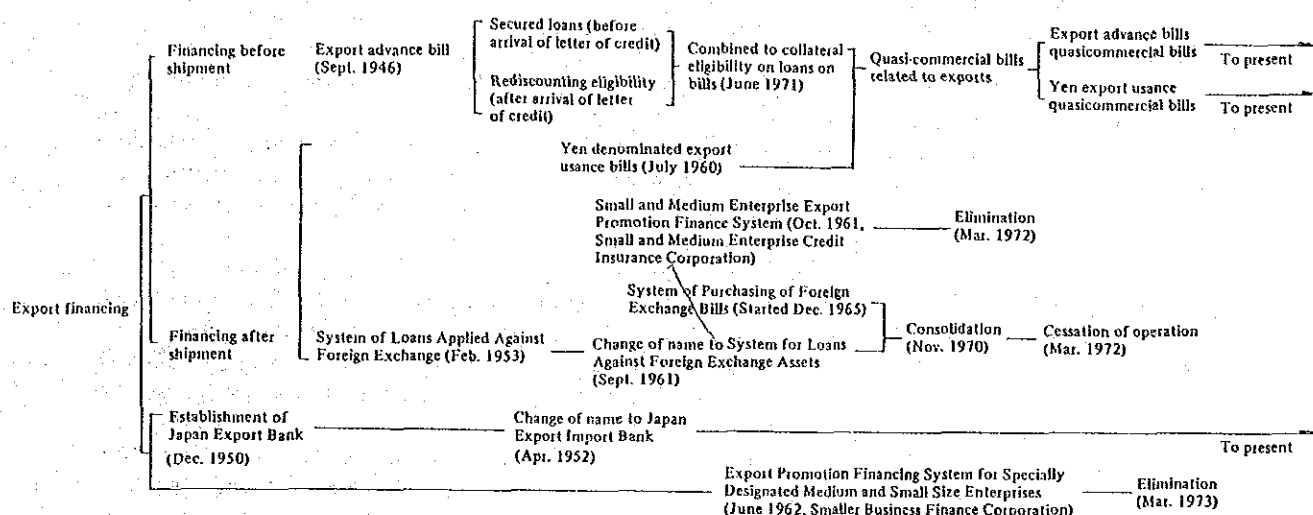 Export financing
Financing before
shipment
Export advance bill
(Sept. 1946)
Secured loans (before
arrival of letter of credit)
Rediscounting eligibility
(after arrival of letter
of credit)
Combined to collateral
eligibility on loans on
bills (June 1971)
Quasi-commercial bills
related to exports
Export advance bills
quasicommercial bills
To present
Yen export usance
quasicommercial bills
To present
Yen denominated export
usance bills (July 1960)
Small and Medium Enterprise Export
Promotion Finance System (Oct. 1961,
Small and Medium Enterprise Credit
Insurance Corporation)
Elimination
(Mar. 1972)
System of Purchasing of Foreign
Exchange Bills (Started Dec. 1965)
Financing after
shipment
System of Loans Applied Against
Foreign Exchange (Feb. 1953)
Change of name to System for Loans
Against Foreign Exchange Assets
(Sept. 1961)
Consolidation
(Nov. 1970)
Cessation of operation
(Mar. 1972)
Establishment of
Japan Export Bank
(Dec. 1950)
Change of name to Japan
Export Import Bank
(Apr. 1952)
To present
Export Promotion Financing System for Specially
Designated Medium and Small Size Enterprises
(June 1962, Smaller Business Finance Corporation)
Elimination
(Mar. 1973)